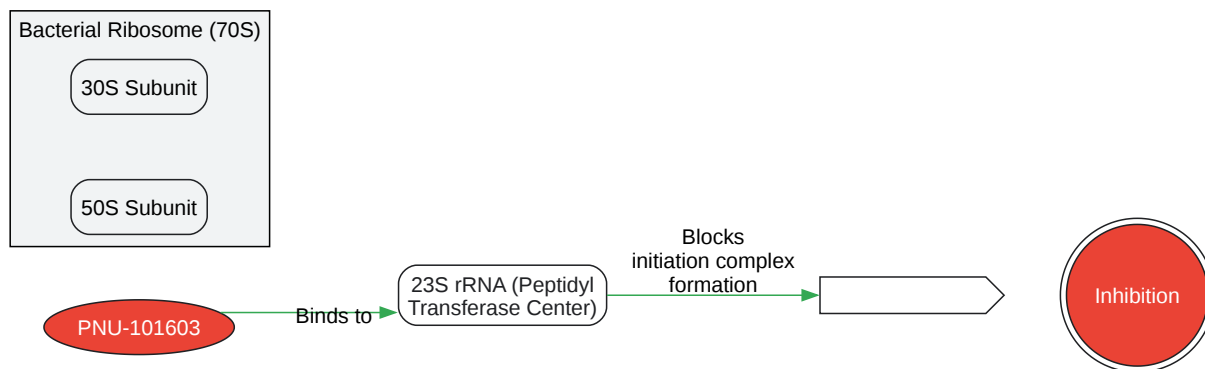 Bacterial Ribosome (70S)
30S Subunit
50S Subunit
PNU-101603
Binds to
23S rRNA (Peptidyl
Transferase Center)
Blocks
initiation complex
formation
Inhibition